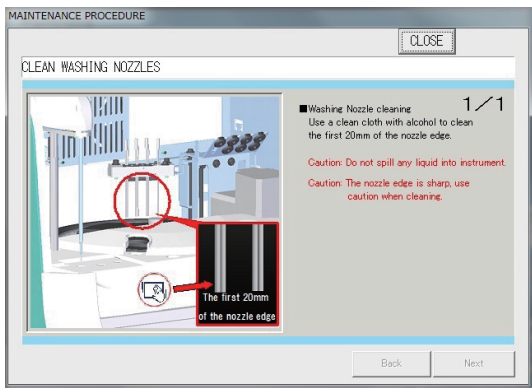 MAINTENANCE PROCEDURE
CLOSE
CLEAN WASHING NOZZLES
1/1
■Washing Nozzle cleaning
Use a clean cloth with alcohol to clean
the first 20mm of the nozzle edge.
Caution: Do not spill any liquid into instrument.
Caution: The nozzle edge is sharp, use
caution when cleaning.
The first 20mm
of the nozzle edge
Back
Next